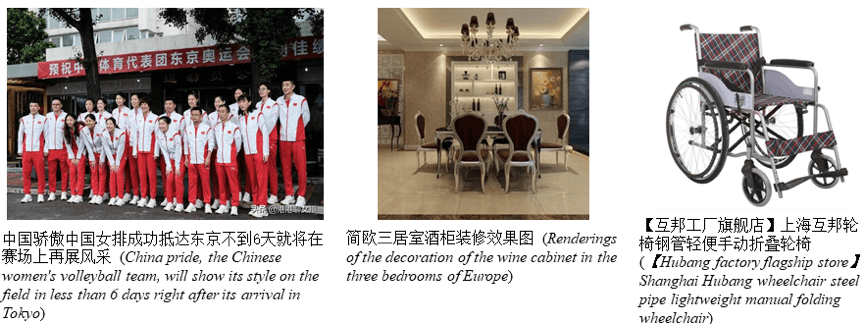 预祝中国体育代表团东京奥运会
中国骄傲中国女排成功抵达东京不到6天就将在
赛场上再展风采 (China pride, the Chinese
women's volleyball team, will show its style on the
field in less than 6 days right after its arrival in
Tokyo)
简欧三居室酒柜装修效果图 (Renderings
of the decoration of the wine cabinet in the
three bedrooms of Europe)
【互邦工厂旗舰店】上海互邦轮
椅钢管轻便手动折叠轮椅
(【Hubang factory flagship store】
Shanghai Hubang wheelchair steel
pipe lightweight manual folding
wheelchair)